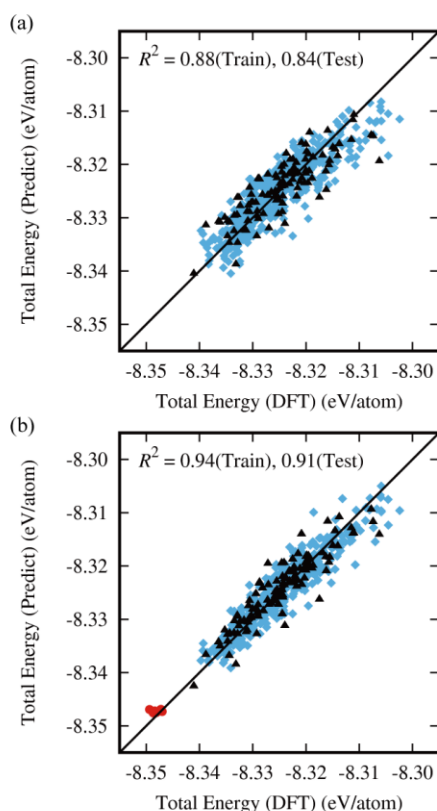 (a)
R² = 0.88(Train), 0.84(Test)
Total Energy (Predict) (eV/atom)
-8.30
-8.31
-8.32
-8.33
-8.34
-8.35
-8.35 -8.34 -8.33 -8.32 -8.31 -8.30
Total Energy (DFT) (eV/atom)
(b)
R² = 0.94(Train), 0.91(Test)
Total Energy (Predict) (eV/atom)
-8.30
-8.31
-8.32
-8.33
-8.34
-8.35
-8.35 -8.34 -8.33 -8.32 -8.31 -8.30
Total Energy (DFT) (eV/atom)